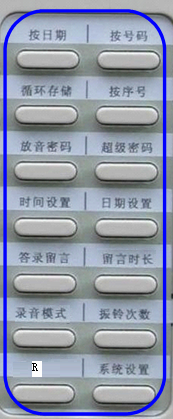 按日期 按号码
循环存储 按序号
放音密码 超级密码
时间设置 日期设置
答录留言 留言时长
录音模式 振铃次数
R 系统设置